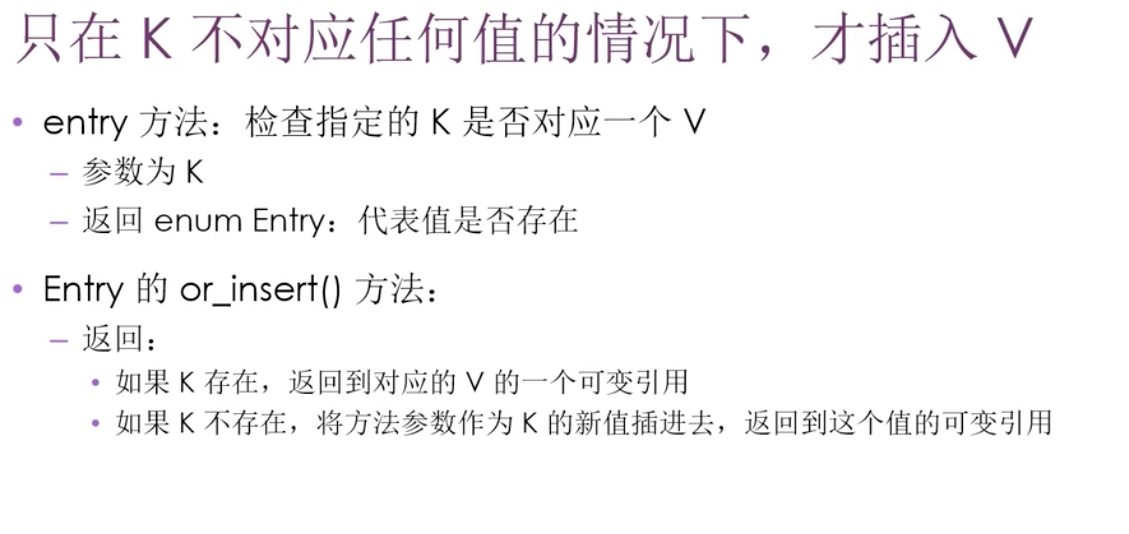 只在 K 不对应任何值的情况下，才插入 V
• entry 方法：检查指定的 K 是否对应一个 V
– 参数为 K
– 返回 enum Entry：代表值是否存在
• Entry 的 or_insert() 方法：
– 返回：
• 如果 K 存在，返回到对应的 V 的一个可变引用
• 如果 K 不存在，将方法参数作为 K 的新值插进去，返回到这个值的可变引用